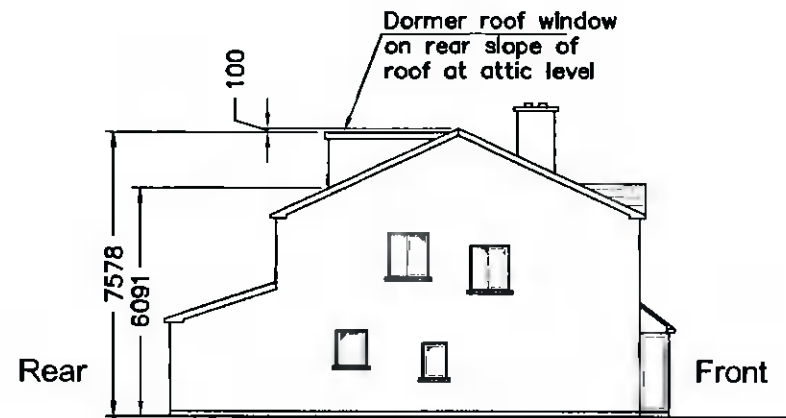 Dormer roof window
on rear slope of
roof at attic level
100
7578
6091
Rear
Front